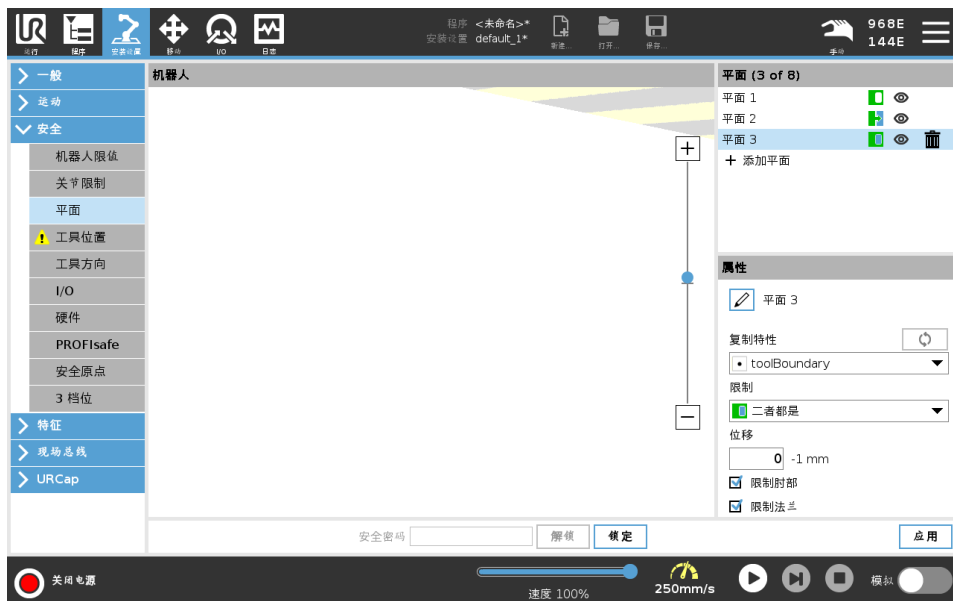 程序 <未命名>*
安装设置 default_1*
运行
程序
安装设置
移动
I/O
日志
新建...
打开...
保存...
手动
968E
144E
一般
运动
安全
机器人限值
关节限制
平面
工具位置
工具方向
I/O
硬件
PROFIsafe
安全原点
3 档位
特征
现场总线
URCap
机器人
平面 (3 of 8)
平面 1
平面 2
平面 3
添加平面
属性
平面 3
复制特性
toolBoundary
限制
二者都是
位移
0 -1 mm
限制肘部
限制法兰
安全密码
解锁
锁定
应用
关闭电源
速度 100%
250mm/s
模拟